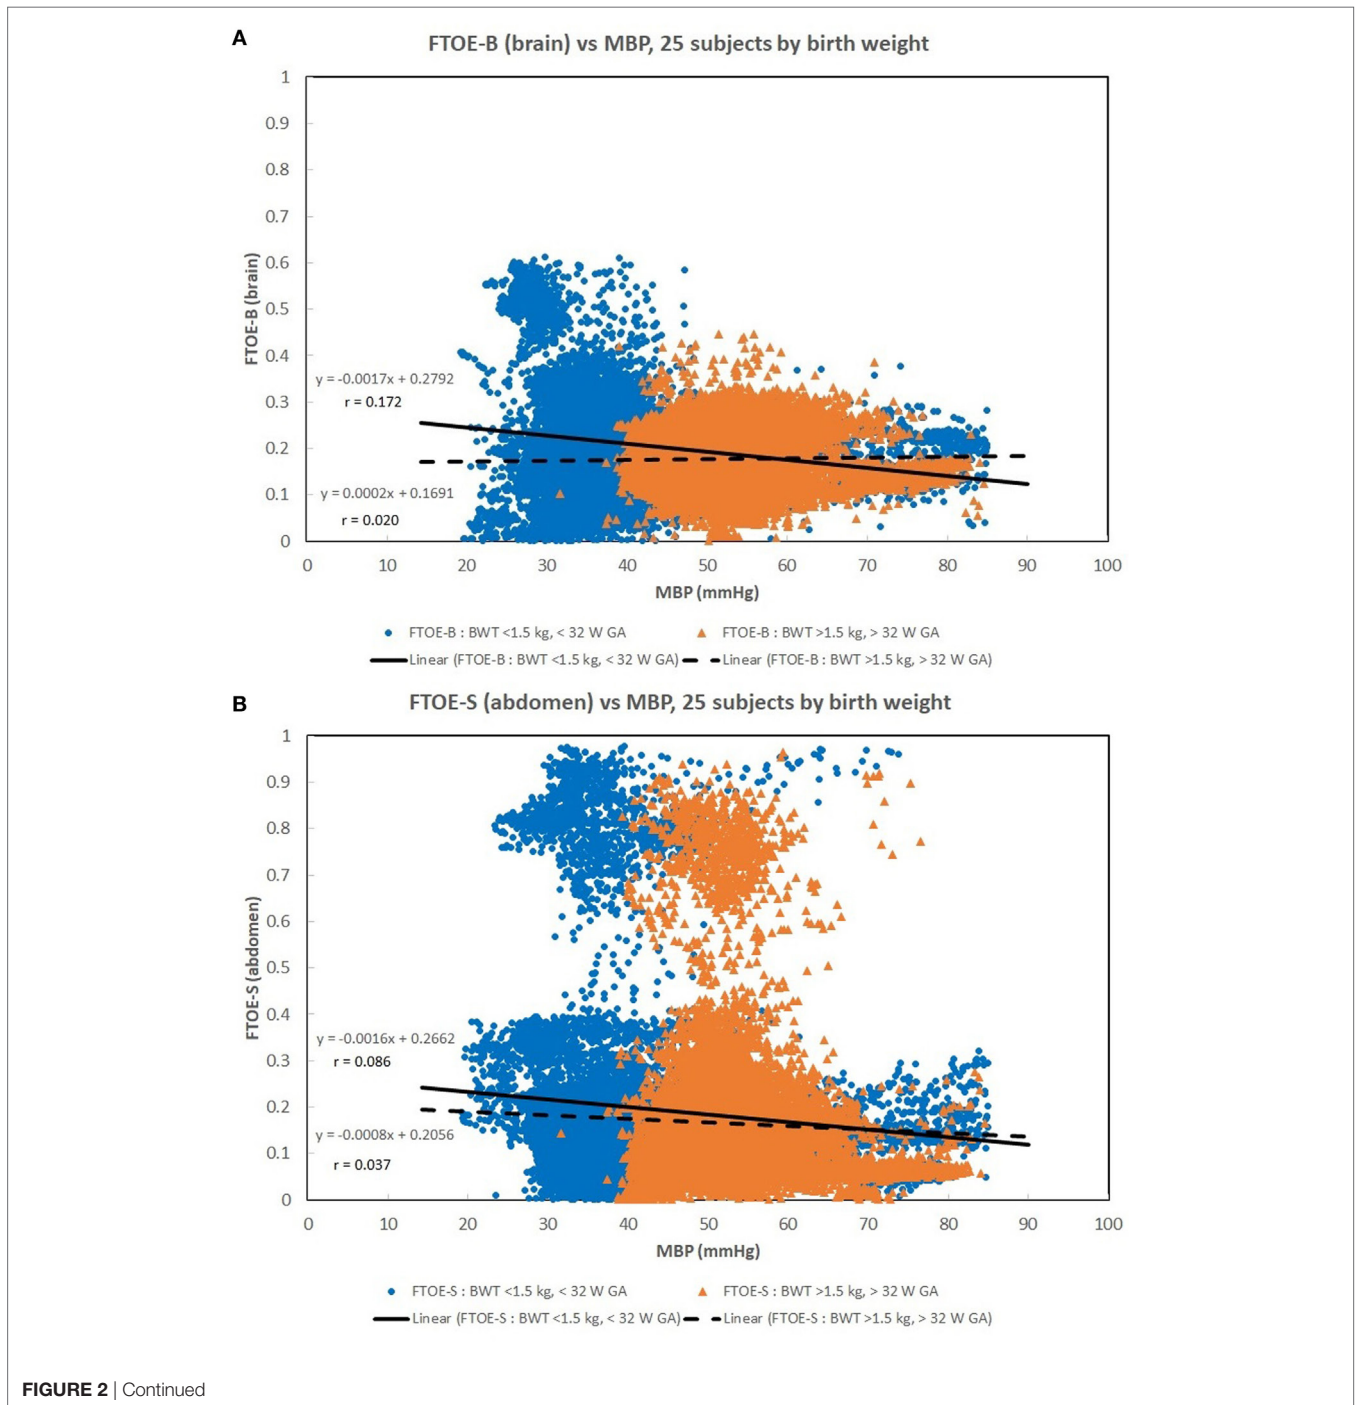 A
FTOE-B (brain) vs MBP, 25 subjects by birth weight
1
0.9
0.8
0.7
0.6
0.5
0.4
0.3
0.2
0.1
0
FTOE-B (brain)
y = -0.0017x + 0.2792
r = 0.172
y = 0.0002x + 0.1691
r = 0.020
0 10 20 30 40 50 60 70 80 90 100
MBP (mmHg)
FTOE-B : BWT <1.5 kg, < 32 W GA
FTOE-B : BWT >1.5 kg, > 32 W GA
Linear (FTOE-B : BWT <1.5 kg, < 32 W GA)
Linear (FTOE-B : BWT >1.5 kg, > 32 W GA)
B
FTOE-S (abdomen) vs MBP, 25 subjects by birth weight
1
0.9
0.8
0.7
0.6
0.5
0.4
0.3
0.2
0.1
0
FTOE-S (abdomen)
y = -0.0016x + 0.2662
r = 0.086
y = -0.0008x + 0.2056
r = 0.037
0 10 20 30 40 50 60 70 80 90 100
MBP (mmHg)
FTOE-S : BWT <1.5 kg, < 32 W GA
FTOE-S : BWT >1.5 kg, > 32 W GA
Linear (FTOE-S : BWT <1.5 kg, < 32 W GA)
Linear (FTOE-S : BWT >1.5 kg, > 32 W GA)
FIGURE 2 | Continued